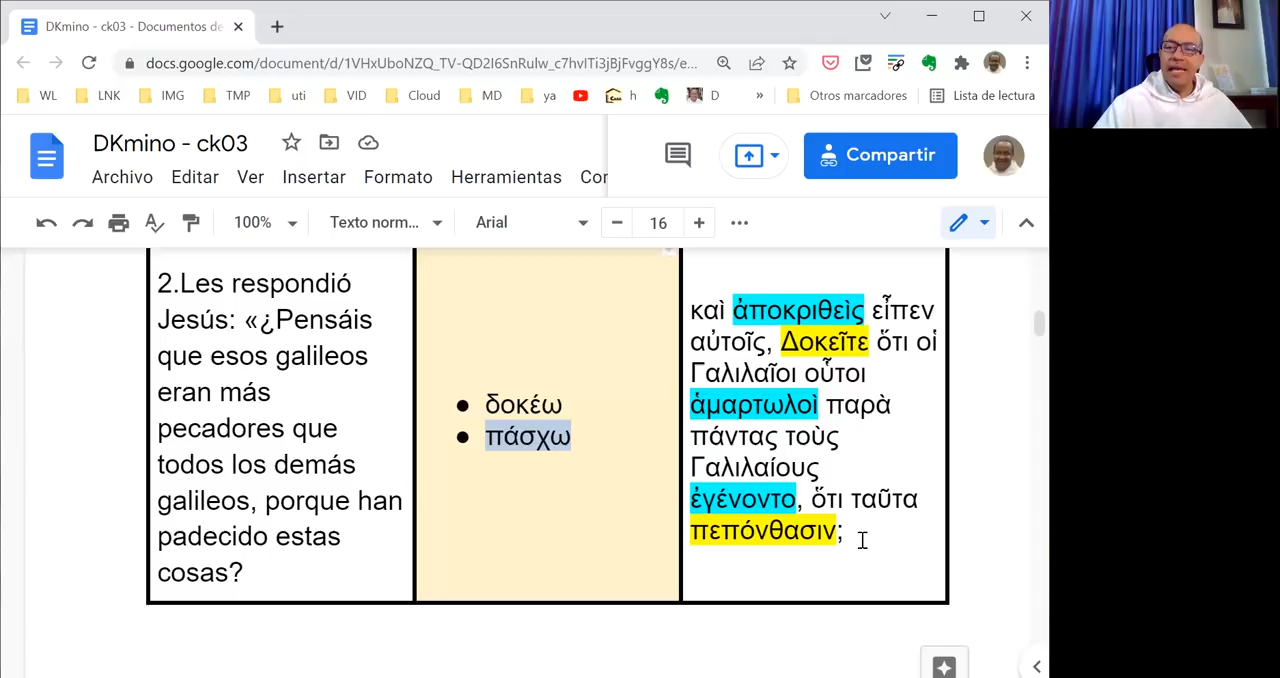 DKmino - ck03 - Documentos de
docs.google.com/document/d/1VHxUboNZQ_TV-QD2I6SnRulw_c7hvITi3jBjFvggY8s/e...
WL LNK IMG TMP uti VID Cloud MD ya h D » Otros marcadores Lista de lectura
DKmino - ck03
Compartir
Archivo Editar Ver Insertar Formato Herramientas Cor
100% Texto norm... Arial 16
2.Les respondió
Jesús: «¿Pensáis
que esos galileos
eran más
pecadores que
todos los demás
galileos, porque han
padecido estas
cosas?
● δοκέω
● πάσχω
καὶ ἀποκριθεὶς εἶπεν
αὐτοῖς, Δοκεῖτε ὅτι οἱ
Γαλιλαῖοι οὗτοι
ἁμαρτωλοὶ παρὰ
πάντας τοὺς
Γαλιλαίους
ἐγένοντο, ὅτι ταῦτα
πεπόνθασιν;